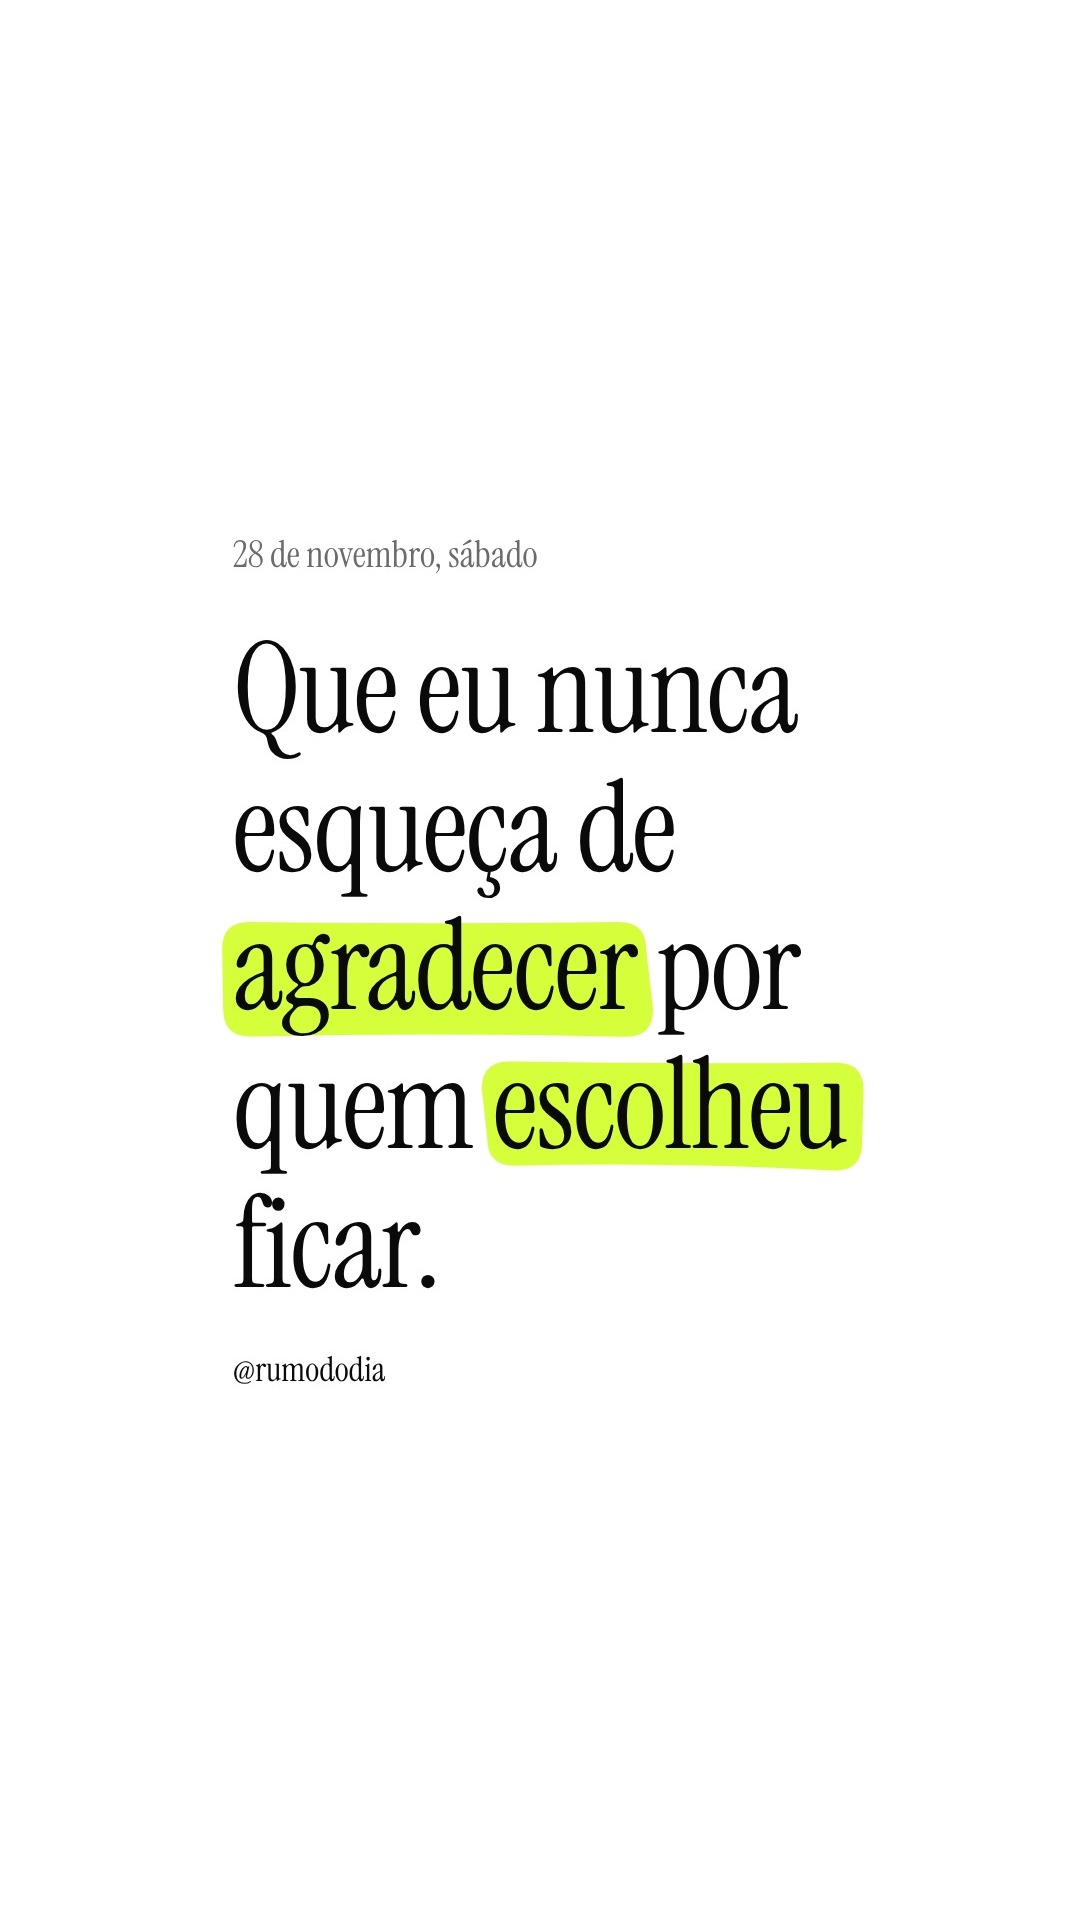 28 de novembro, sábado
Que eu nunca
esqueça de
agradecer por
quem escolheu
ficar.
@rumododia